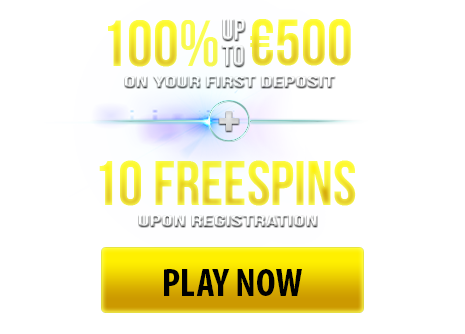 100% UP TO €500
ON YOUR FIRST DEPOSIT
+
10 FREESPINS
UPON REGISTRATION
PLAY NOW